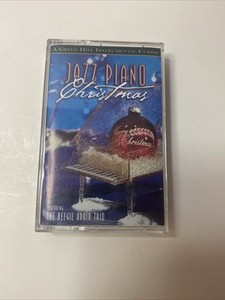 A GREEN HILL INSTRUMENTAL CLASSIC
JAZZ PIANO
Christmas
Christmas
FEATURING
THE BEEGIE ADAIR TRIO